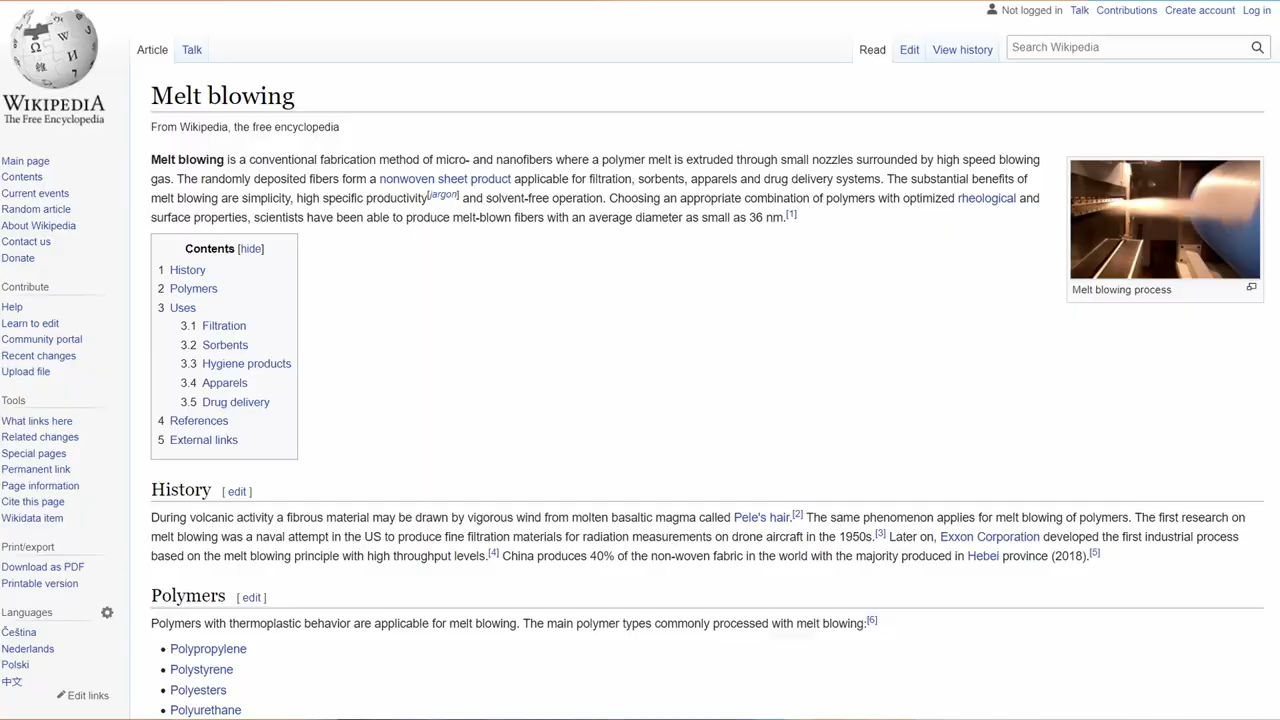 Not logged in Talk Contributions Create account Log in
Article Talk Read Edit View history Search Wikipedia
WIKIPEDIA
The Free Encyclopedia
Main page
Contents
Current events
Random article
About Wikipedia
Contact us
Donate
Contribute
Help
Learn to edit
Community portal
Recent changes
Upload file
Tools
What links here
Related changes
Special pages
Permanent link
Page information
Cite this page
Wikidata item
Print/export
Download as PDF
Printable version
Languages
Čeština
Nederlands
Polski
中文
Edit links
Melt blowing
From Wikipedia, the free encyclopedia
Melt blowing is a conventional fabrication method of micro- and nanofibers where a polymer melt is extruded through small nozzles surrounded by high speed blowing
gas. The randomly deposited fibers form a nonwoven sheet product applicable for filtration, sorbents, apparels and drug delivery systems. The substantial benefits of
melt blowing are simplicity, high specific productivity[jargon] and solvent-free operation. Choosing an appropriate combination of polymers with optimized rheological and
surface properties, scientists have been able to produce melt-blown fibers with an average diameter as small as 36 nm.[1]
Melt blowing process
Contents [hide]
1 History
2 Polymers
3 Uses
3.1 Filtration
3.2 Sorbents
3.3 Hygiene products
3.4 Apparels
3.5 Drug delivery
4 References
5 External links
History [ edit ]
During volcanic activity a fibrous material may be drawn by vigorous wind from molten basaltic magma called Pele's hair.[2] The same phenomenon applies for melt blowing of polymers. The first research on
melt blowing was a naval attempt in the US to produce fine filtration materials for radiation measurements on drone aircraft in the 1950s.[3] Later on, Exxon Corporation developed the first industrial process
based on the melt blowing principle with high throughput levels.[4] China produces 40% of the non-woven fabric in the world with the majority produced in Hebei province (2018).[5]
Polymers [ edit ]
Polymers with thermoplastic behavior are applicable for melt blowing. The main polymer types commonly processed with melt blowing:[6]
• Polypropylene
• Polystyrene
• Polyesters
• Polyurethane